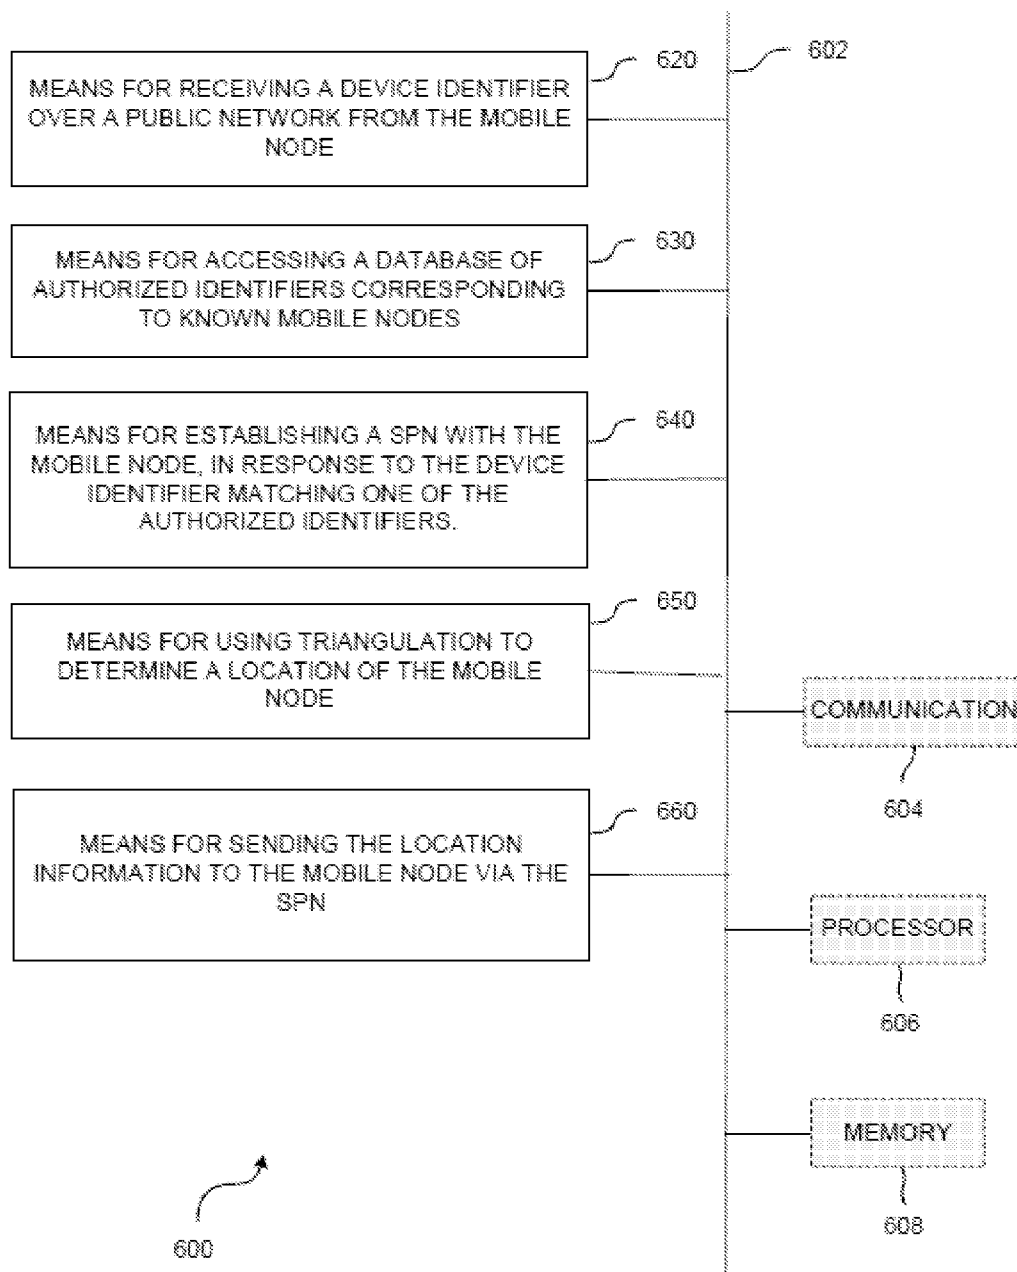 602
620
MEANS FOR RECEIVING A DEVICE IDENTIFIER
OVER A PUBLIC NETWORK FROM THE MOBILE
NODE
630
MEANS FOR ACCESSING A DATABASE OF
AUTHORIZED IDENTIFIERS CORRESPONDING
TO KNOWN MOBILE NODES
640
MEANS FOR ESTABLISHING A SPN WITH THE
MOBILE NODE, IN RESPONSE TO THE DEVICE
IDENTIFIER MATCHING ONE OF THE
AUTHORIZED IDENTIFIERS.
650
MEANS FOR USING TRIANGULATION TO
DETERMINE A LOCATION OF THE MOBILE
NODE
COMMUNICATION
604
660
MEANS FOR SENDING THE LOCATION
INFORMATION TO THE MOBILE NODE VIA THE
SPN
PROCESSOR
606
MEMORY
608
600